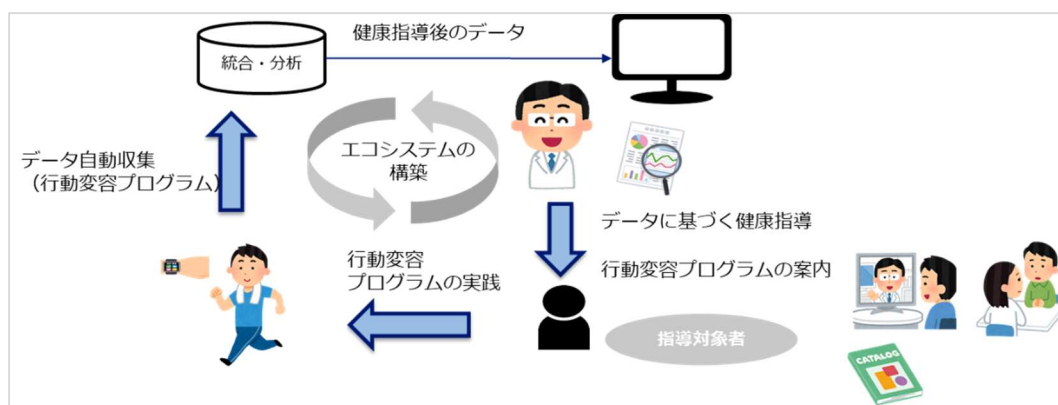 健康指導後のデータ
統合・分析
エコシステムの
構築
データ自動収集
（行動変容プログラム）
データに基づく健康指導
行動変容プログラムの案内
行動変容
プログラムの実践
指導対象者
CATALOG